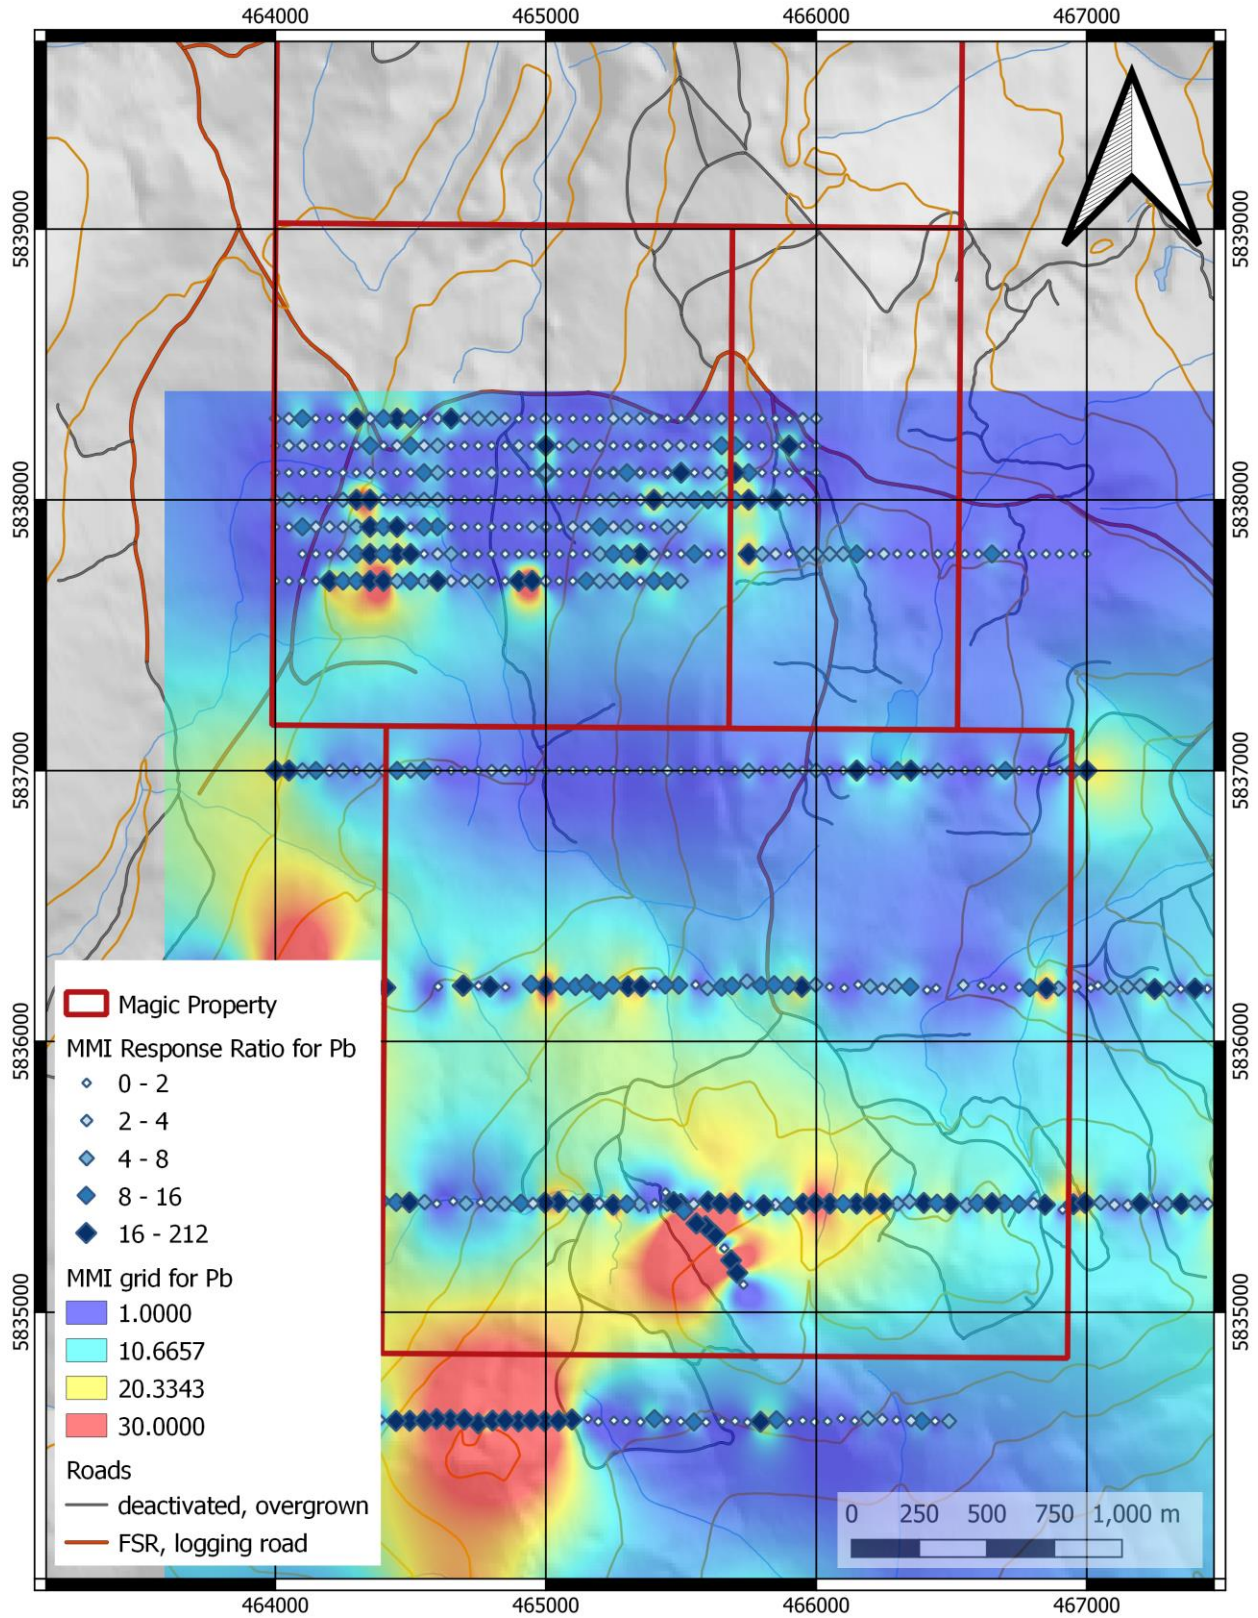 464000 465000 466000 467000
5839000 5839000
5838000 5838000
5837000 5837000
5836000 5836000
5835000 5835000
Magic Property
MMI Response Ratio for Pb
0 - 2
2 - 4
4 - 8
8 - 16
16 - 212
MMI grid for Pb
1.0000
10.6657
20.3343
30.0000
Roads
deactivated, overgrown
FSR, logging road
0 250 500 750 1,000 m
464000 465000 466000 467000